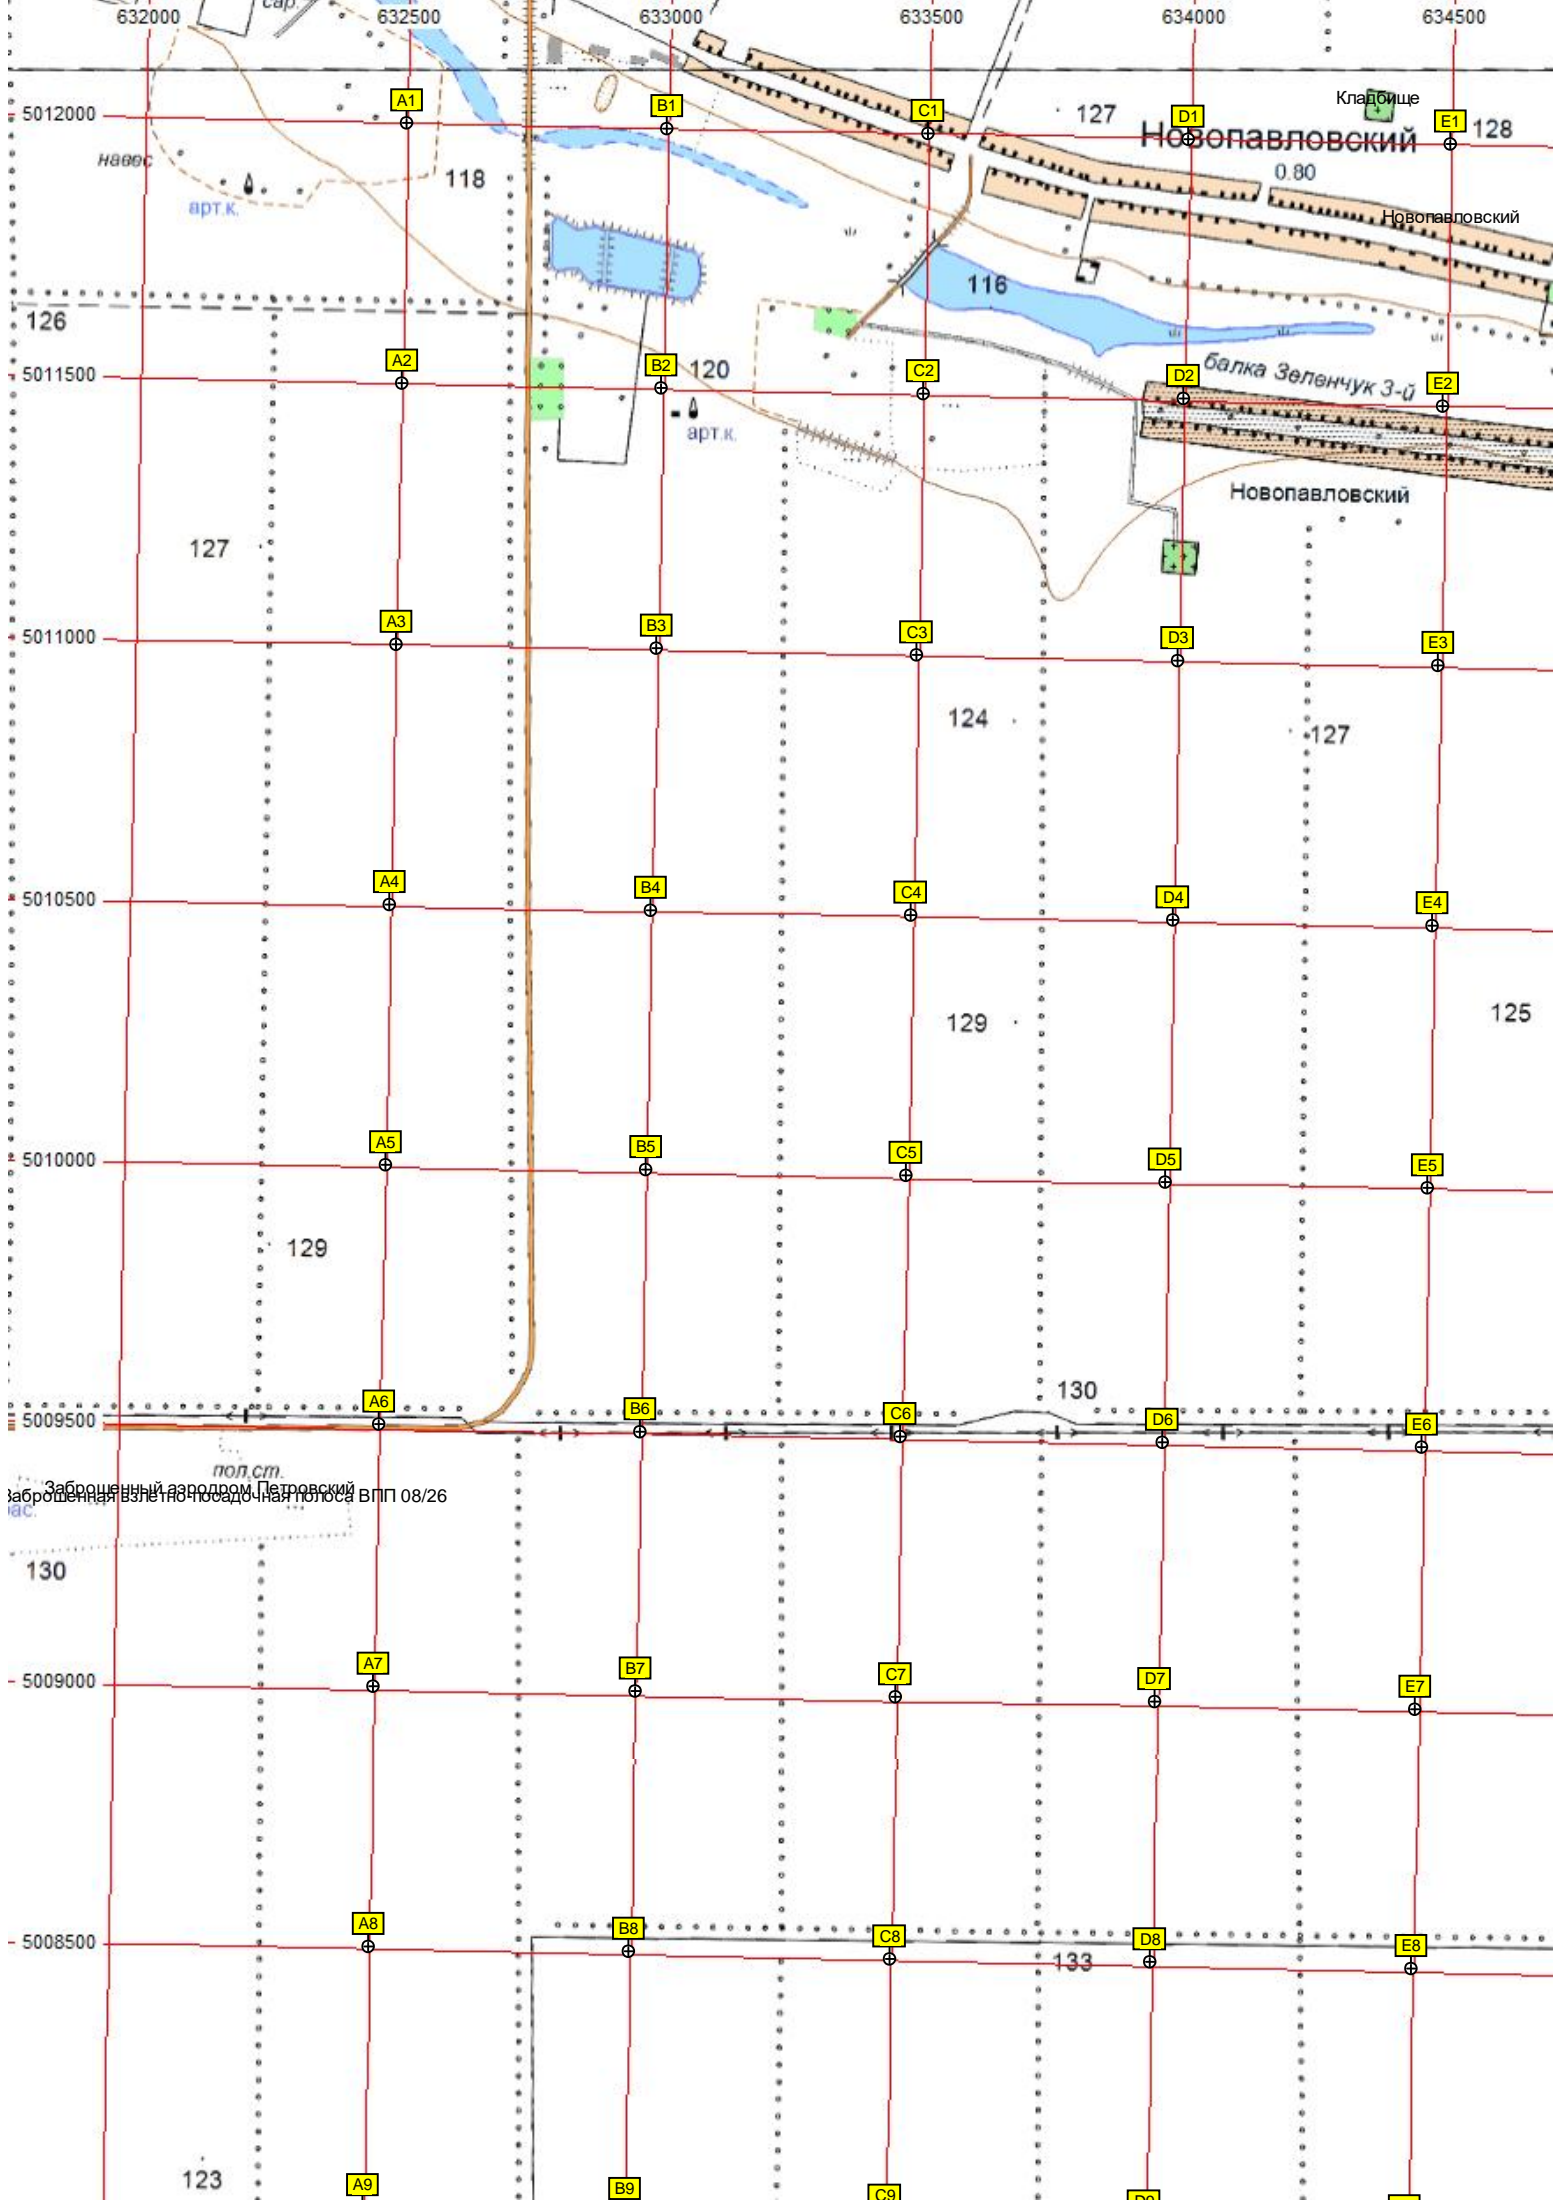 сар.
632000 632500 633000 633500 634000 634500
Кладбище
5012000 A1 B1 C1 127 D1 E1 128
Новопавловский
навес
118
0.80
арт.к.
Новопавловский
116
126
5011500 A2 B2 120 C2 D2 E2
балка Зеленчук 3-й
арт.к.
Новопавловский
127
5011000 A3 B3 C3 D3 E3
124 127
5010500 A4 B4 C4 D4 E4
129 125
5010000 A5 B5 C5 D5 E5
129
130
5009500 A6 B6 C6 D6 E6
пол.ст.
Заброшенный аэродром Петровский
Заброшенная взлётно-посадочная полоса ВПП 08/26
130
5009000 A7 B7 C7 D7 E7
5008500 A8 B8 C8 D8 E8
133
123
A9 B9 C9 D9